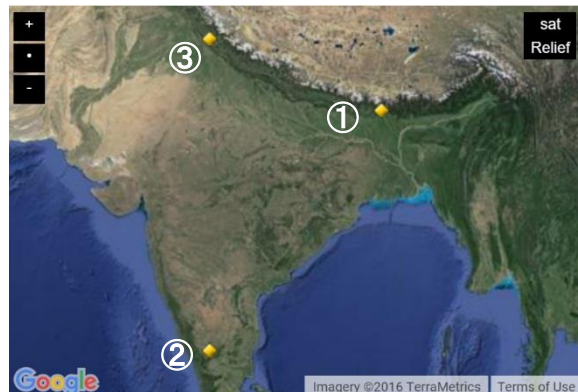 +
•
-
sat
Relief
③
①
②
Google
Imagery ©2016 TerraMetrics
Terms of Use